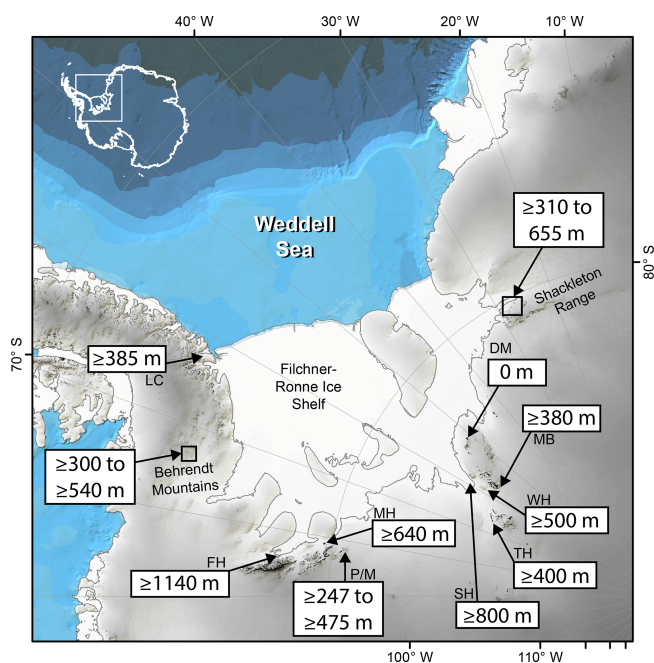 40° W
30° W
20° W
10° W
≥310 to
655 m
Weddell
Sea
80° S
Shackleton
Range
70° S
≥385 m
LC
Filchner-
Ronne Ice
Shelf
DM
0 m
≥380 m
MB
≥300 to
≥540 m
Behrendt
Mountains
MH
≥640 m
WH
≥500 m
FH
≥1140 m
P/M
≥247 to
≥475 m
TH
≥400 m
SH
≥800 m
100° W
110° W